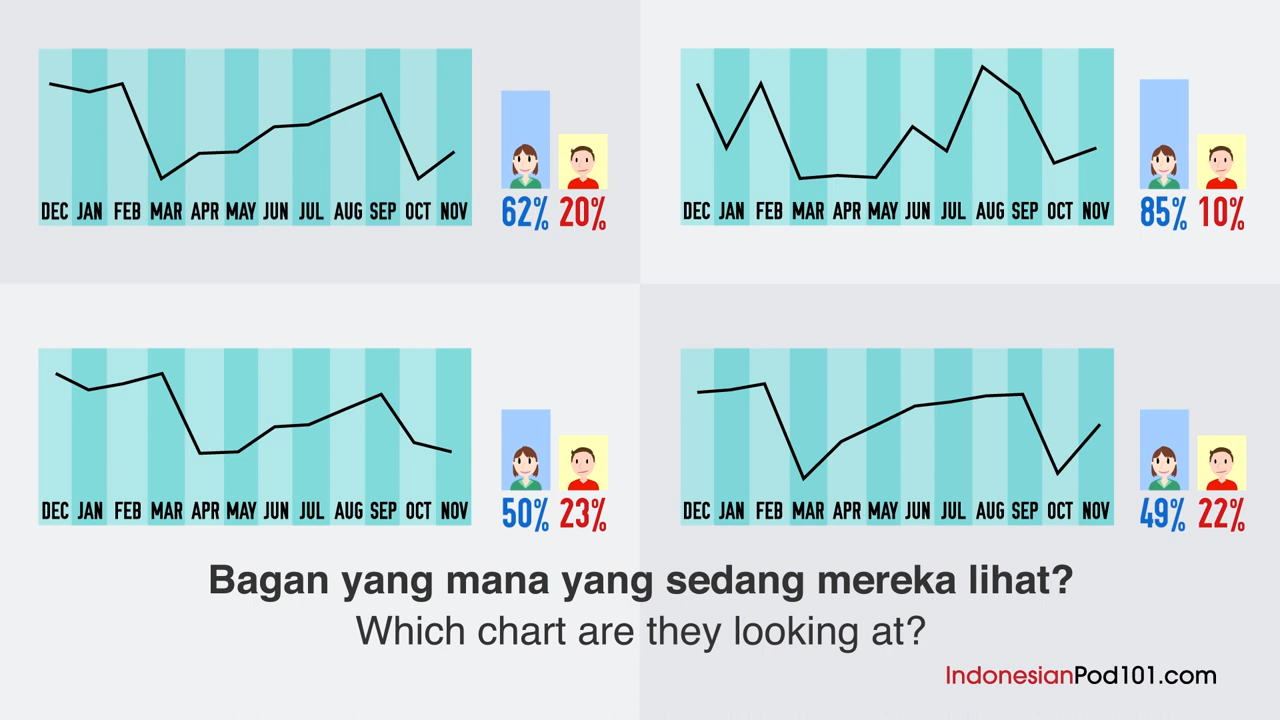 DEC JAN FEB MAR APR MAY JUN JUL AUG SEP OCT NOV
62% 20%
DEC JAN FEB MAR APR MAY JUN JUL AUG SEP OCT NOV
85% 10%
DEC JAN FEB MAR APR MAY JUN JUL AUG SEP OCT NOV
50% 23%
DEC JAN FEB MAR APR MAY JUN JUL AUG SEP OCT NOV
49% 22%
Bagan yang mana yang sedang mereka lihat?
Which chart are they looking at?
IndonesianPod101.com